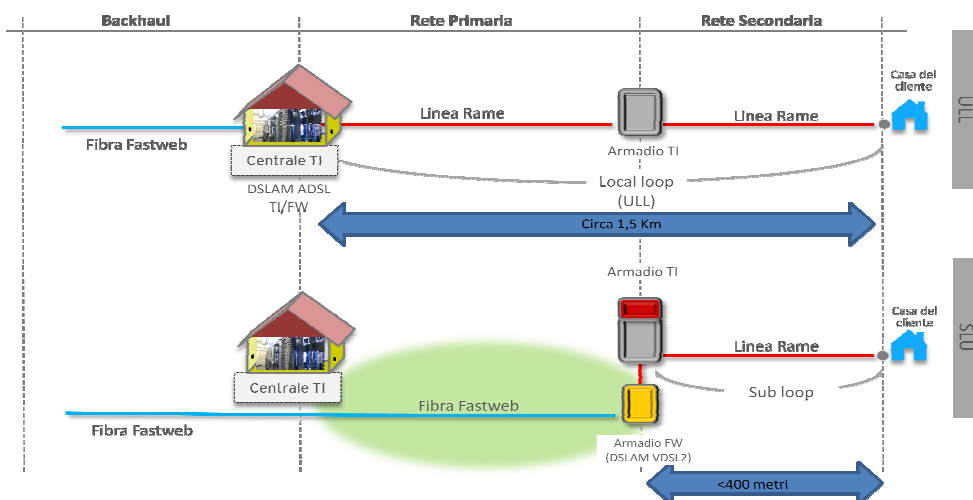 Backhaul
Rete Primaria
Rete Secondaria
ULL
Casa del
cliente
Linea Rame
Linea Rame
Fibra Fastweb
Centrale TI
Armadio TI
DSLAM ADSL
TI/FW
Local loop
(ULL)
Circa 1,5 Km
Armadio TI
SLU
Casa del
cliente
Linea Rame
Centrale TI
Sub loop
Fibra Fastweb
Fibra Fastweb
Armadio FW
(DSLAM VDSL2)
<400 metri